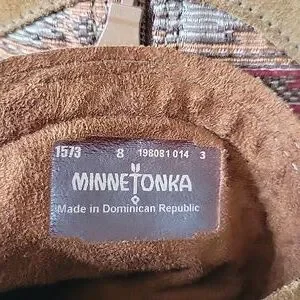 1573 8 198081 014 3
MINNETONKA
Made in Dominican Republic